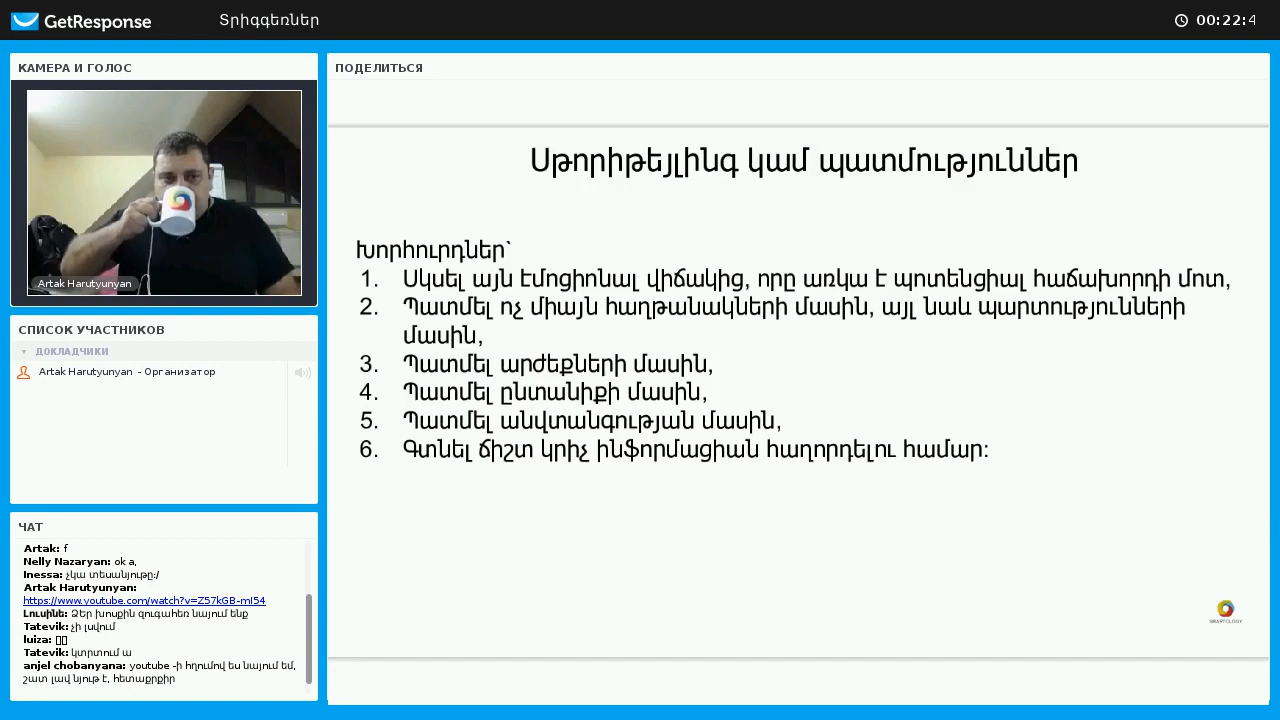 GetResponse
Տրիգգեռներ
00:22:4
КАМЕРА И ГОЛОС
Artak Harutyunyan
СПИСОК УЧАСТНИКОВ
ДОКЛАДЧИКИ
Artak Harutyunyan - Организатор
ЧАТ
Artak: f
Nelly Nazaryan: ok a,
Inessa: չկա տեսանյութը:/
Artak Harutyunyan:
https://www.youtube.com/watch?v=Z57kGB-mI54
Լուսինե: Ձեր խոսքին զուգահեռ նայում ենք
Tatevik: չի լսվում
luiza:
Tatevik: կտրտում ա
anjel chobanyana: youtube -ի հղումով ես նայում եմ,
շատ լավ նյութ է, հետաքրքիր
ПОДЕЛИТЬСЯ
Սթորիթեյլինգ կամ պատմություններ
Խորհուրդներ՝
1. Սկսել այն էմոցիոնալ վիճակից, որը առկա է պոտենցիալ հաճախորդի մոտ,
2. Պատմել ոչ միայն հաղթանակների մասին, այլ նաև պարտությունների
մասին,
3. Պատմել արժեքների մասին,
4. Պատմել ընտանիքի մասին,
5. Պատմել անվտանգության մասին,
6. Գտնել ճիշտ կրիչ ինֆորմացիան հաղորդելու համար:
SMARTOLOGY